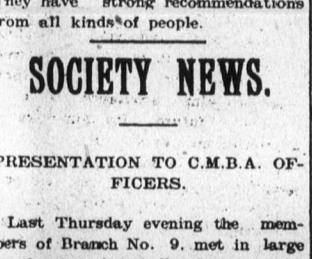 They have strong recommendations
from all kinds of people.
SOCIETY NEWS.
PRESENTATION TO C.M.B.A. OF-
FICERS.
Last Thursday evening the mem-
bers of Branch No. 9. met in large